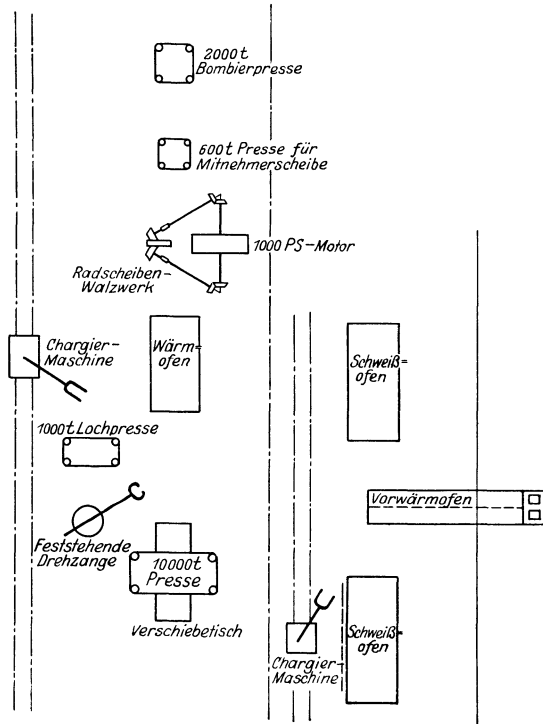 2000t
Bombierpresse
600t Presse für
Mitnehmerscheibe
1000 PS-Motor
Radscheiben-
Walzwerk
Chargier-
Maschine
Wärm=
ofen
Schweiß=
ofen
1000t Lochpresse
Vorwärmofen
Feststehende
Drehzange
10000t
Presse
Verschiebetisch
Schweiß=
ofen
Chargier-
Maschine